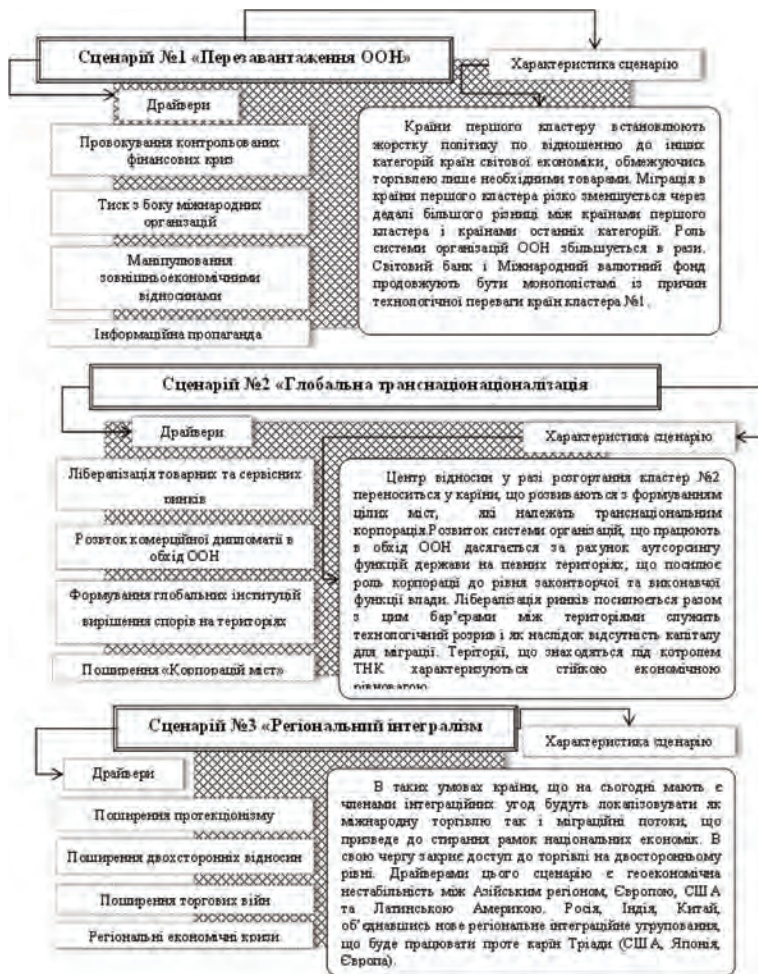 Сценарій №1 «Перезавантаження ООН»
Характеристика сценарію
Драйвери
Провокування контрольованих
фінансових криз
Тиск з боку міжнародних
організацій
Маніпулювання
зовнішньоекономічними
відносинами
Інформаційна пропаганда
Країни першого кластеру встановлюють
жорстку політику по відношенню до інших
категорій країн світової економіки, обмежуючись
торгівлею лише необхідними товарами. Міграція в
країни першого кластера різко зменшується через
дедалі більшого різниці між країнами першого
кластера і країнами останніх категорій. Роль
системи організацій ООН збільшується в рази.
Світовий банк і Міжнародний валютний фонд
продовжують бути монополістами із причин
технологічної переваги країн кластера №1.
Сценарій №2 «Глобальна транснаціонаціоналізація
Драйвери
Характеристика сценарію
Лібералізація товарних та сервісних
ринків
Розвток комерційної дипломатії в
обхід ООН
Формування глобальних інституцій
вирішення спорів на територіях
Поширення «Корпорацій міст»
Центр відносин у разі розгортання кластер №2
переноситься у каріни, що розвиваються з формуванням
цілих міст, які належать транснаціональним
корпорація.Розвиток системи організацій, що працюють
в обхід ООН дасягається за рахунок аутсорсингу
функцій держави на певних територіях, що посилює
роль корпорації до рівня законтворчої та виконавчої
функції влади. Лібералізація ринків посилюється разом
з цим бар’єрами між територіями служить
технологічний розрив і як наслідок відсутність капіталу
для міграції. Терітоії, що знаходяться під котролем
ТНК характеризуються стійкою економічною
рівновагою
Сценарій №3 «Регіональний інтегралізм
Характеристика сценарію
Драйвери
Поширення протекціонізму
Поширення двохсторонніх відносин
Поширення торгових війн
Регіональні економічні кризи
В таких умовах країни, що на сьогодні мають є
членами інтеграційних угод будуть локалізовувати як
міжнародну торгівлю так і міграційні потоки, що
призведе до стирання рамок національних економік. В
свою чергу закриє доступ до торгівлі на двосторонньому
рівні. Драйверами цього сценарію є геоекономічна
нестабільність між Азійським регіоном, Європою, США
та Латинською Америкою. Росія, Індія, Китай,
об’єднавшись нове регіональне інтеграційне угруповання,
що буде працювати проте карін Тріади (США, Японія,
Європа).